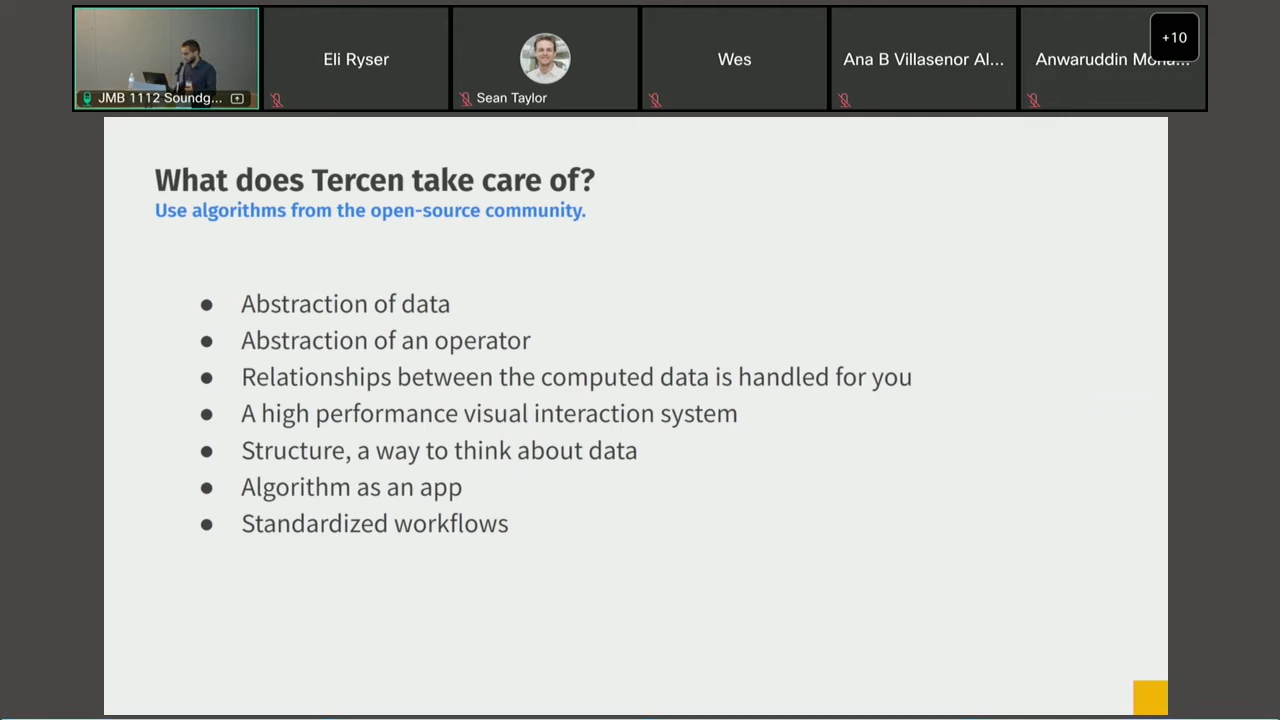 Eli Ryser
Wes
Ana B Villasenor Al...
+10
JMB 1112 Soundg...
Sean Taylor
What does Tercen take care of?
Use algorithms from the open-source community.
● Abstraction of data
● Abstraction of an operator
● Relationships between the computed data is handled for you
● A high performance visual interaction system
● Structure, a way to think about data
● Algorithm as an app
● Standardized workflows